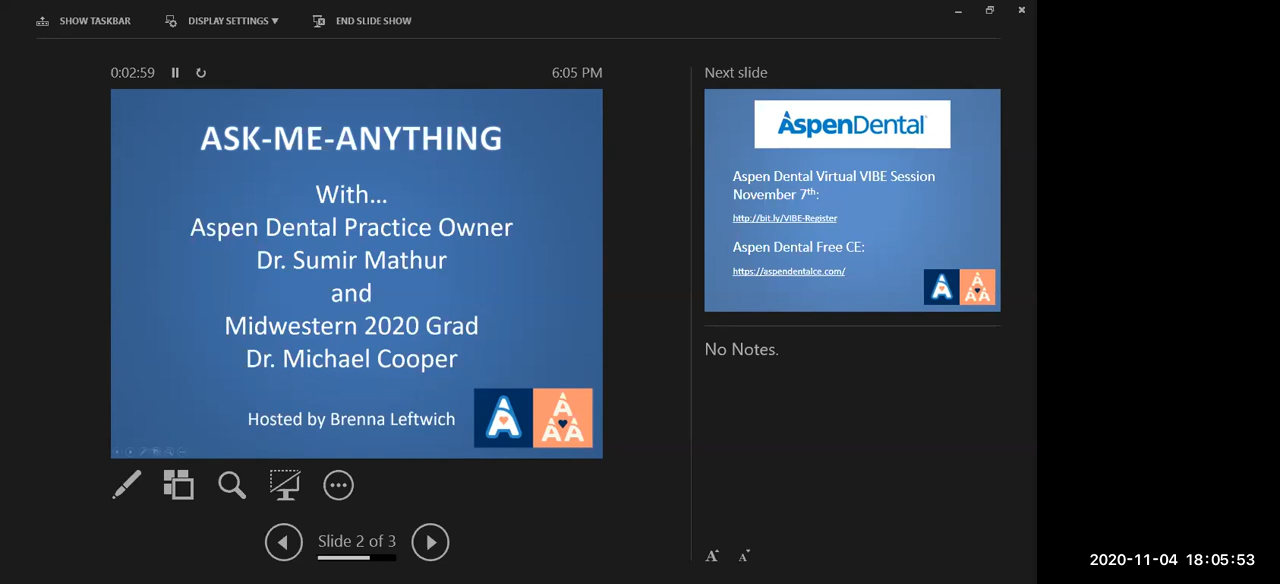 SHOW TASKBAR
DISPLAY SETTINGS ▼
END SLIDE SHOW
0:02:59
6:05 PM
ASK-ME-ANYTHING
With...
Aspen Dental Practice Owner
Dr. Sumir Mathur
and
Midwestern 2020 Grad
Dr. Michael Cooper
Hosted by Brenna Leftwich
A
A
AA
Slide 2 of 3
Next slide
AspenDental
Aspen Dental Virtual VIBE Session
November 7th:
http://bit.ly/VIBE-Register
Aspen Dental Free CE:
https://aspendentalce.com/
A
A
AA
No Notes.
A A
2020-11-04 18:05:53